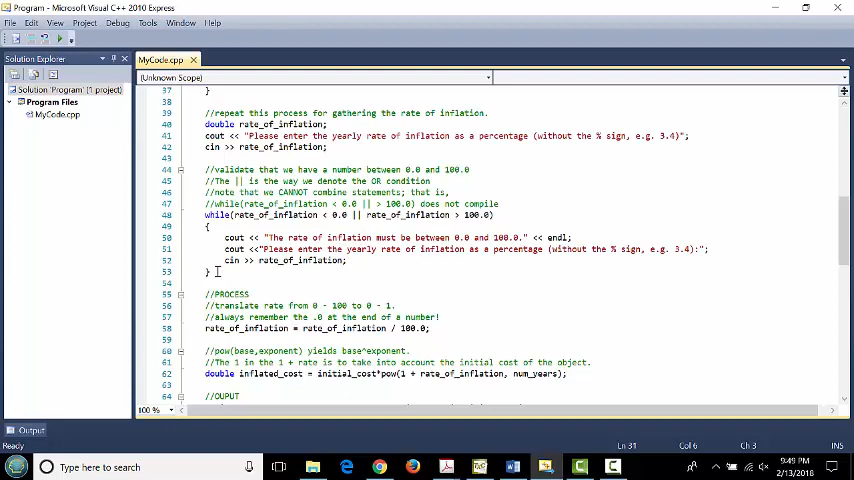 Program - Microsoft Visual C++ 2010 Express
File Edit View Project Debug Tools Window Help
Solution Explorer
MyCode.cpp
(Unknown Scope)
Solution 'Program' (1 project)
Program Files
MyCode.cpp
37 }
38
39 //repeat this process for gathering the rate of inflation.
40 double rate_of_inflation;
41 cout << "Please enter the yearly rate of inflation as a percentage (without the % sign, e.g. 3.4)";
42 cin >> rate_of_inflation;
43
44 //validate that we have a number between 0.0 and 100.0
45 //The || is the way we denote the OR condition
46 //note that we CANNOT combine statements; that is,
47 //while(rate_of_inflation < 0.0 || > 100.0) does not compile
48 while(rate_of_inflation < 0.0 || rate_of_inflation > 100.0)
49 {
50 cout << "The rate of inflation must be between 0.0 and 100.0." << endl;
51 cout <<"Please enter the yearly rate of inflation as a percentage (without the % sign, e.g. 3.4):";
52 cin >> rate_of_inflation;
53 }
54
55 //PROCESS
56 //translate rate from 0 - 100 to 0 - 1.
57 //always remember the .0 at the end of a number!
58 rate_of_inflation = rate_of_inflation / 100.0;
59
60 //pow(base,exponent) yields base^exponent.
61 //The 1 in the 1 + rate is to take into account the initial cost of the object.
62 double inflated_cost = initial_cost*pow(1 + rate_of_inflation, num_years);
63
64 //OUPUT
100 %
Output
Ready
Ln 31 Col 6 Ch 3 INS
Type here to search
9:49 PM
2/13/2018